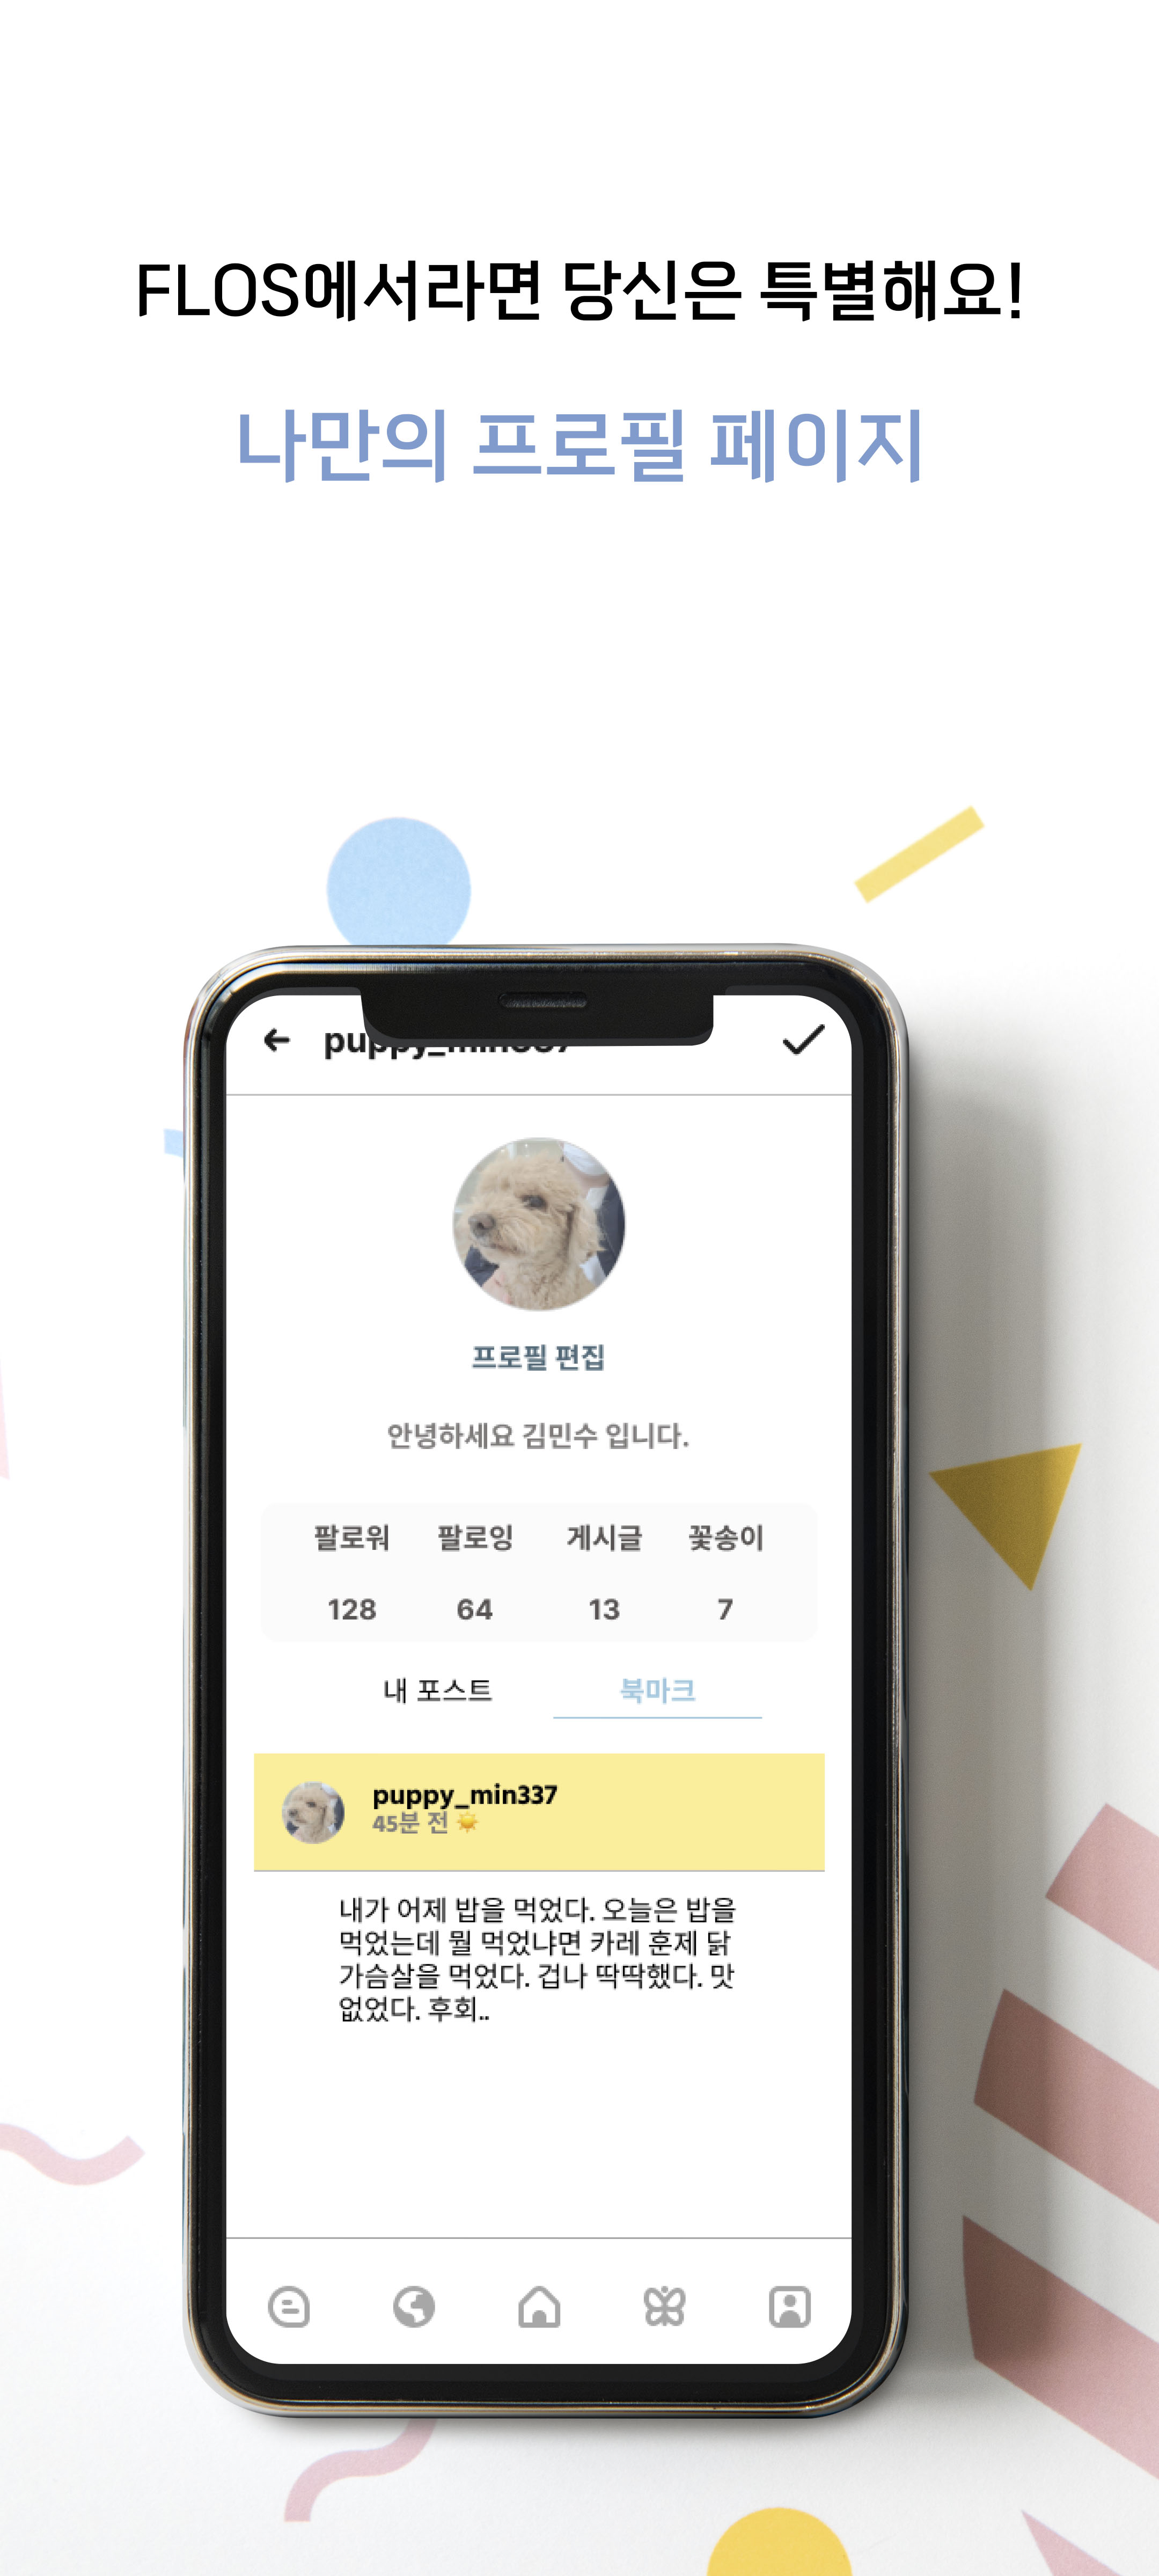 FLOS에서라면 당신은 특별해요!
나만의 프로필 페이지
puppy_min337
프로필 편집
안녕하세요 김민수 입니다.
팔로워 팔로잉 게시글 꽃송이
128 64 13 7
내 포스트 북마크
puppy_min337
45분 전
내가 어제 밥을 먹었다. 오늘은 밥을
먹었는데 뭘 먹었냐면 카레 훈제 닭
가슴살을 먹었다. 겁나 딱딱했다. 맛
없었다. 후회..